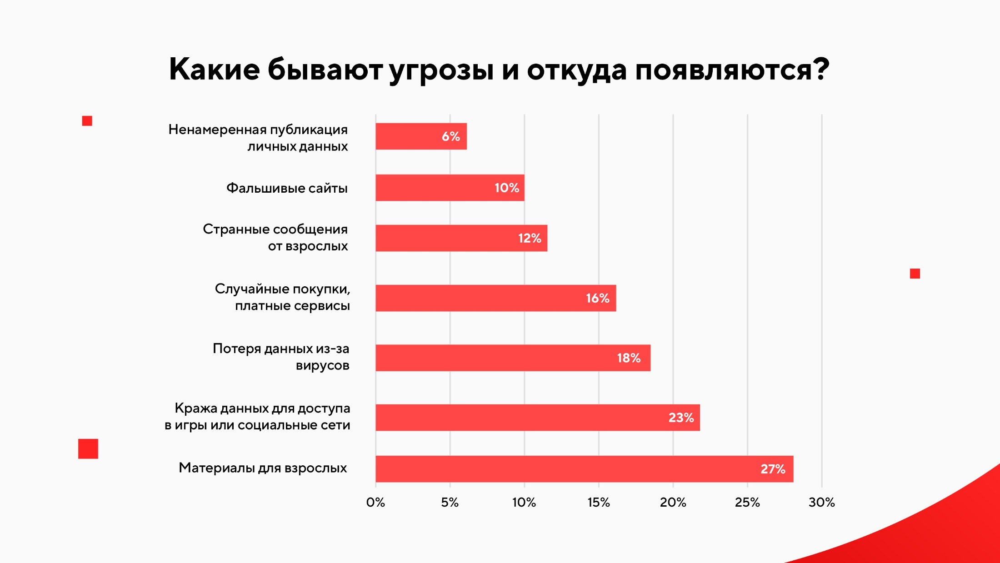 Какие бывают угрозы и откуда появляются?
Ненамеренная публикация
личных данных
6%
Фальшивые сайты
10%
Странные сообщения
от взрослых
12%
Случайные покупки,
платные сервисы
16%
Потеря данных из-за
вирусов
18%
Кража данных для доступа
в игры или социальные сети
23%
Материалы для взрослых
27%
0% 5% 10% 15% 20% 25% 30%